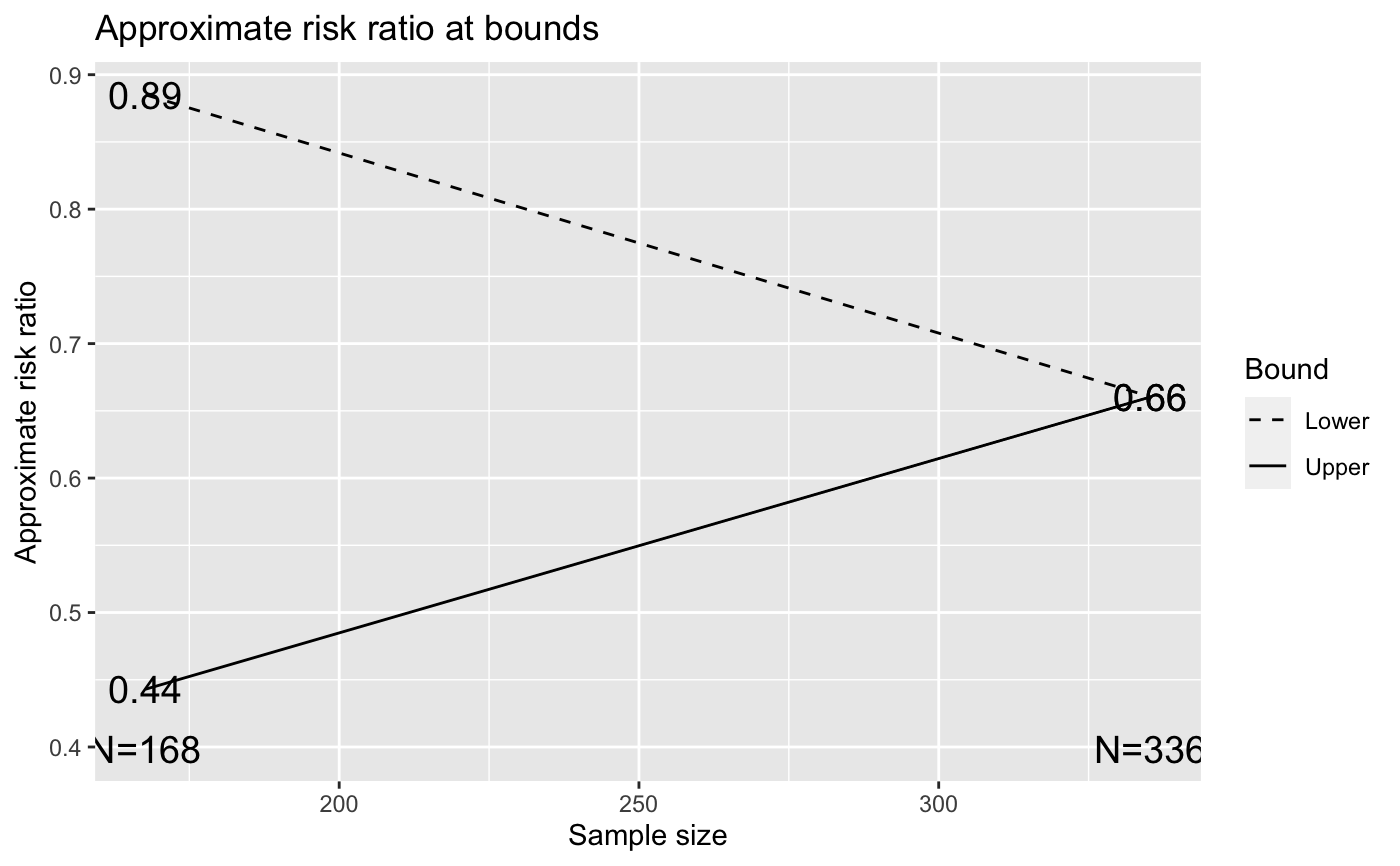 Approximate risk ratio at bounds
Approximate risk ratio
0.9
0.8
0.7
0.6
0.5
0.4
0.89
0.66
0.44
N=168
N=336
200
250
300
Sample size
Bound
Lower
Upper